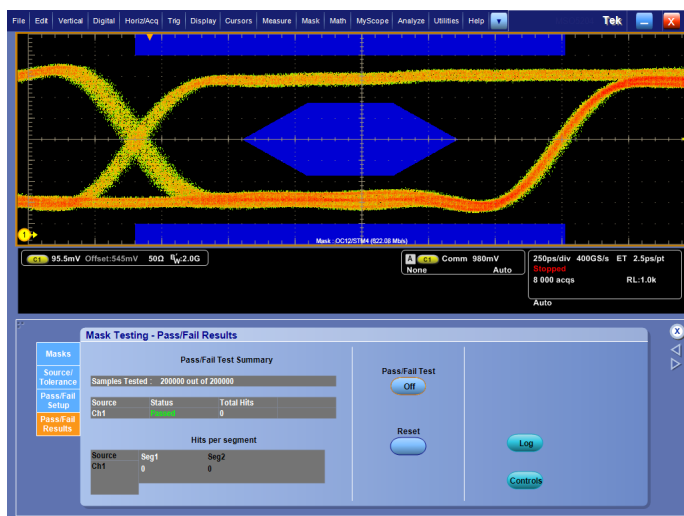 File Edit Vertical Digital Horiz/Acq Trig Display Cursors Measure Mask Math MyScope Analyze Utilities Help Tek X
Mask : OC12/STM4 (622.08 Mb/s)
1
C1 95.5mV Offset:545mV 50Ω BW:2.0G
A C1 Comm 980mV
None Auto
250ps/div 400GS/s ET 2.5ps/pt
Stopped
8 000 acqs RL:1.0k
Auto
Mask Testing - Pass/Fail Results
X
Masks
Source/
Tolerance
Pass/Fail
Setup
Pass/Fail
Results
Pass/Fail Test Summary
Samples Tested : 200000 out of 200000
Source Status Total Hits
Ch1 Passed 0
Hits per segment
Source Seg1 Seg2
Ch1 0 0
Pass/Fail Test
Off
Reset
Log
Controls